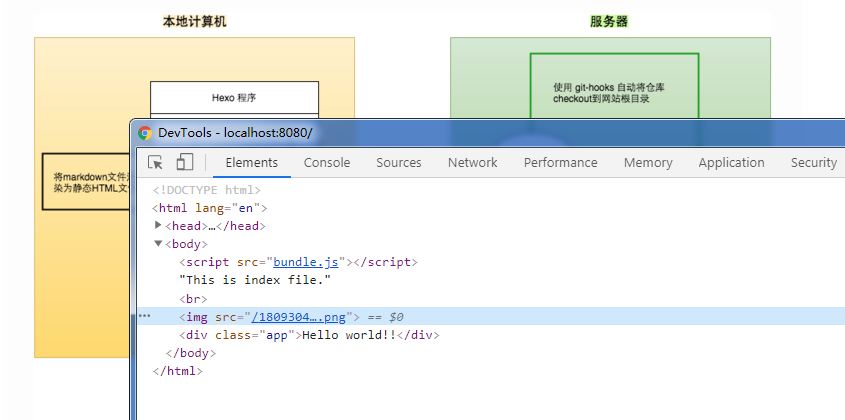 本地计算机
服务器
Hexo 程序
使用 git-hooks 自动将仓库
checkout到网站根目录
将markdown文件
染为静态HTML文
DevTools - localhost:8080/
Elements Console Sources Network Performance Memory Application Security
<!DOCTYPE html>
<html lang="en">
<head>…</head>
<body>
<script src="bundle.js"></script>
"This is index file."
<br>
<img src="/1809304….png"> == $0
<div class="app">Hello world!!</div>
</body>
</html>